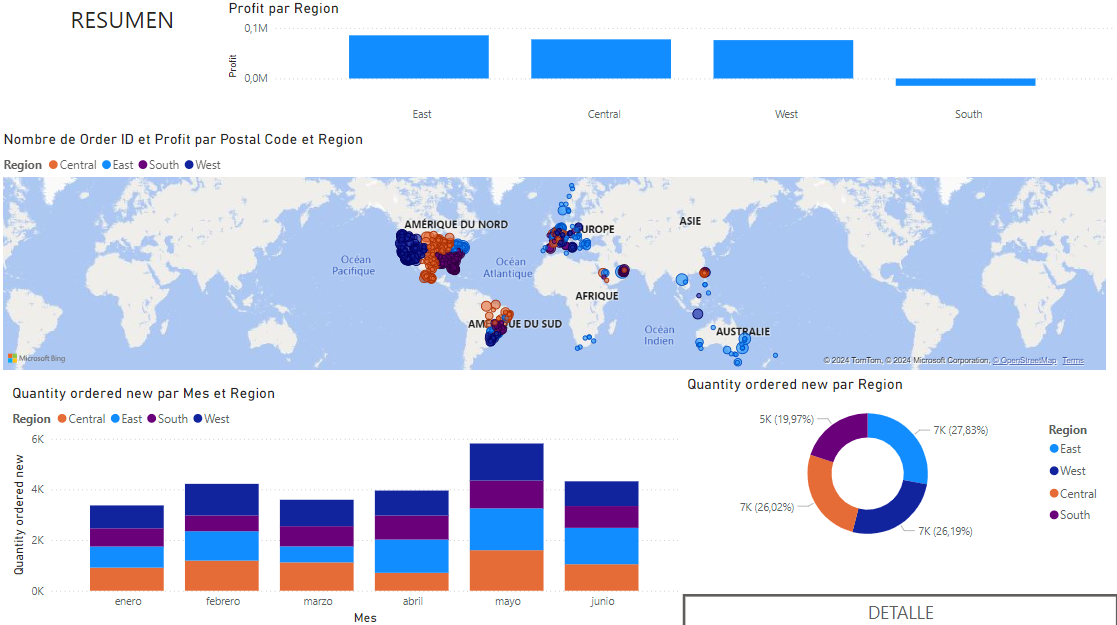 RESUMEN
Profit par Region
0,1M
0,0M
Profit
East
Central
West
South
Nombre de Order ID et Profit par Postal Code et Region
Region Central East South West
AMÉRIQUE DU NORD
EUROPE
ASIE
Océan
Pacifique
Océan
Atlantique
AFRIQUE
AMÉRIQUE DU SUD
Océan
Indien
AUSTRALIE
Microsoft Bing
© 2024 TomTom, © 2024 Microsoft Corporation, © OpenStreetMap Terms
Quantity ordered new par Mes et Region
Region Central East South West
6K
4K
2K
0K
Quantity ordered new
enero
febrero
marzo
abril
mayo
junio
Mes
Quantity ordered new par Region
5K (19,97%)
7K (27,83%)
7K (26,02%)
7K (26,19%)
Region
East
West
Central
South
DETALLE